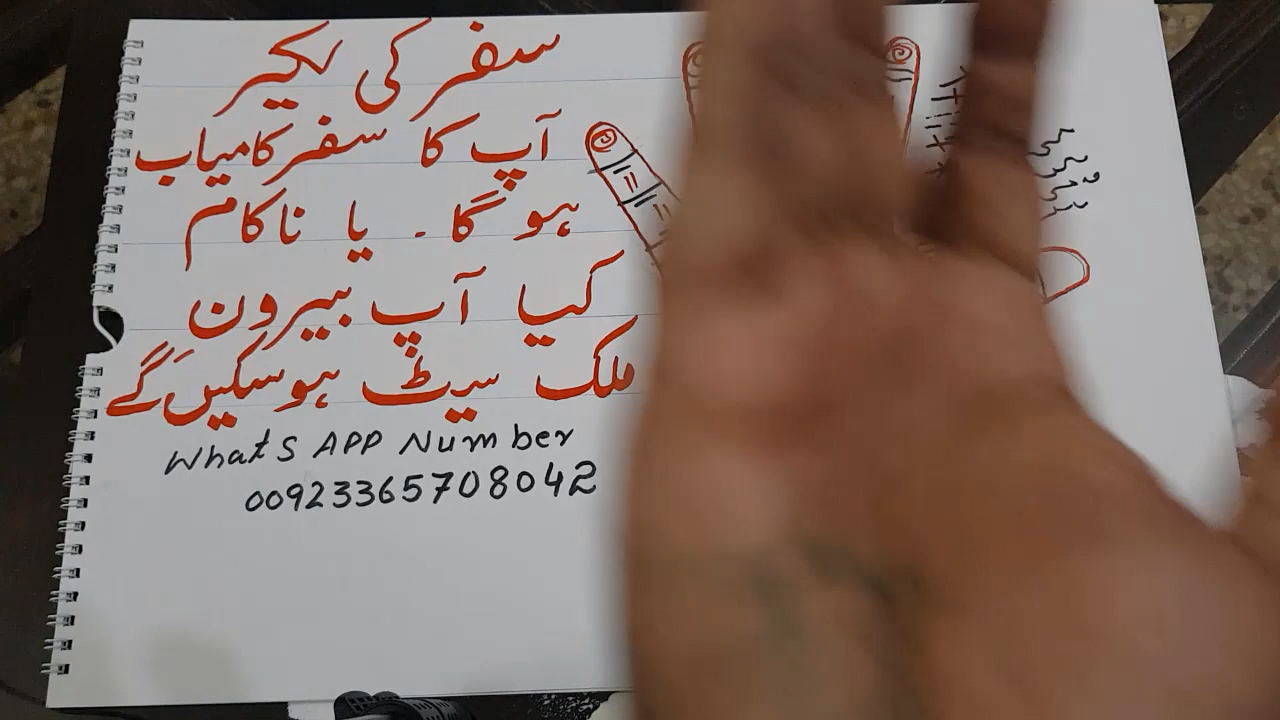 سفر کی لکیر
آپ کا سفر کامیاب
ہو گا۔ یا ناکام
کیا آپ بیرون
ملک سیٹ ہو سکیں گے
Whats APP Number
00923365708042